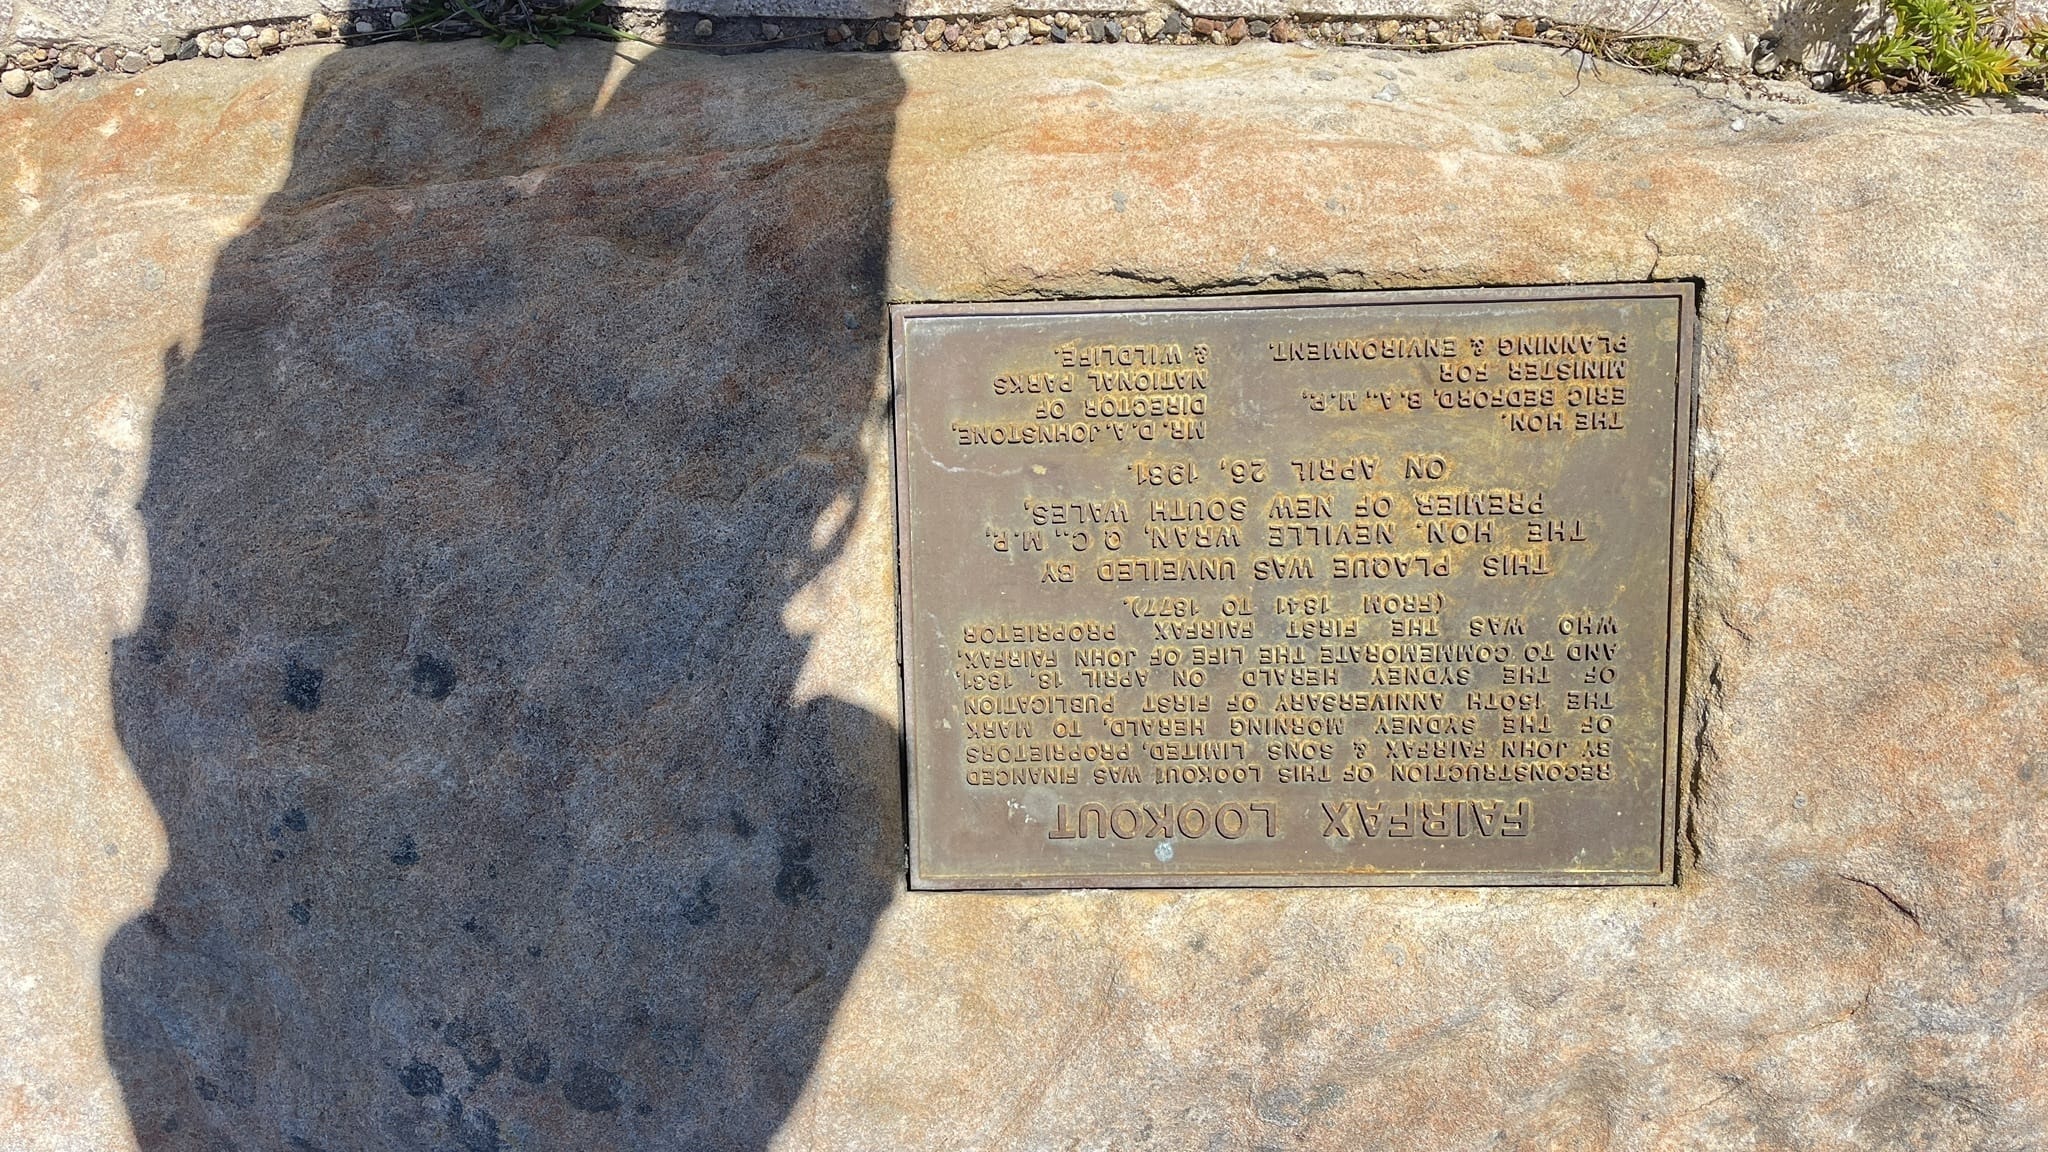 FAIRFAX LOOKOUT
RECONSTRUCTION OF THIS LOOKOUT WAS FINANCED
BY JOHN FAIRFAX & SONS LIMITED, PROPRIETORS
OF THE SYDNEY MORNING HERALD, TO MARK
THE 150TH ANNIVERSARY OF FIRST PUBLICATION
OF THE SYDNEY HERALD ON APRIL 18, 1831,
AND TO COMMEMORATE THE LIFE OF JOHN FAIRFAX,
WHO WAS THE FIRST FAIRFAX PROPRIETOR
(FROM 1841 TO 1877).
THIS PLAQUE WAS UNVEILED BY
THE HON. NEVILLE WRAN, Q.C., M.P.,
PREMIER OF NEW SOUTH WALES,
ON APRIL 26, 1981.
THE HON.
ERIC BEDFORD, B.A., M.P.,
MINISTER FOR
PLANNING & ENVIRONMENT.
MR. D.A. JOHNSTONE,
DIRECTOR OF
NATIONAL PARKS
& WILDLIFE.